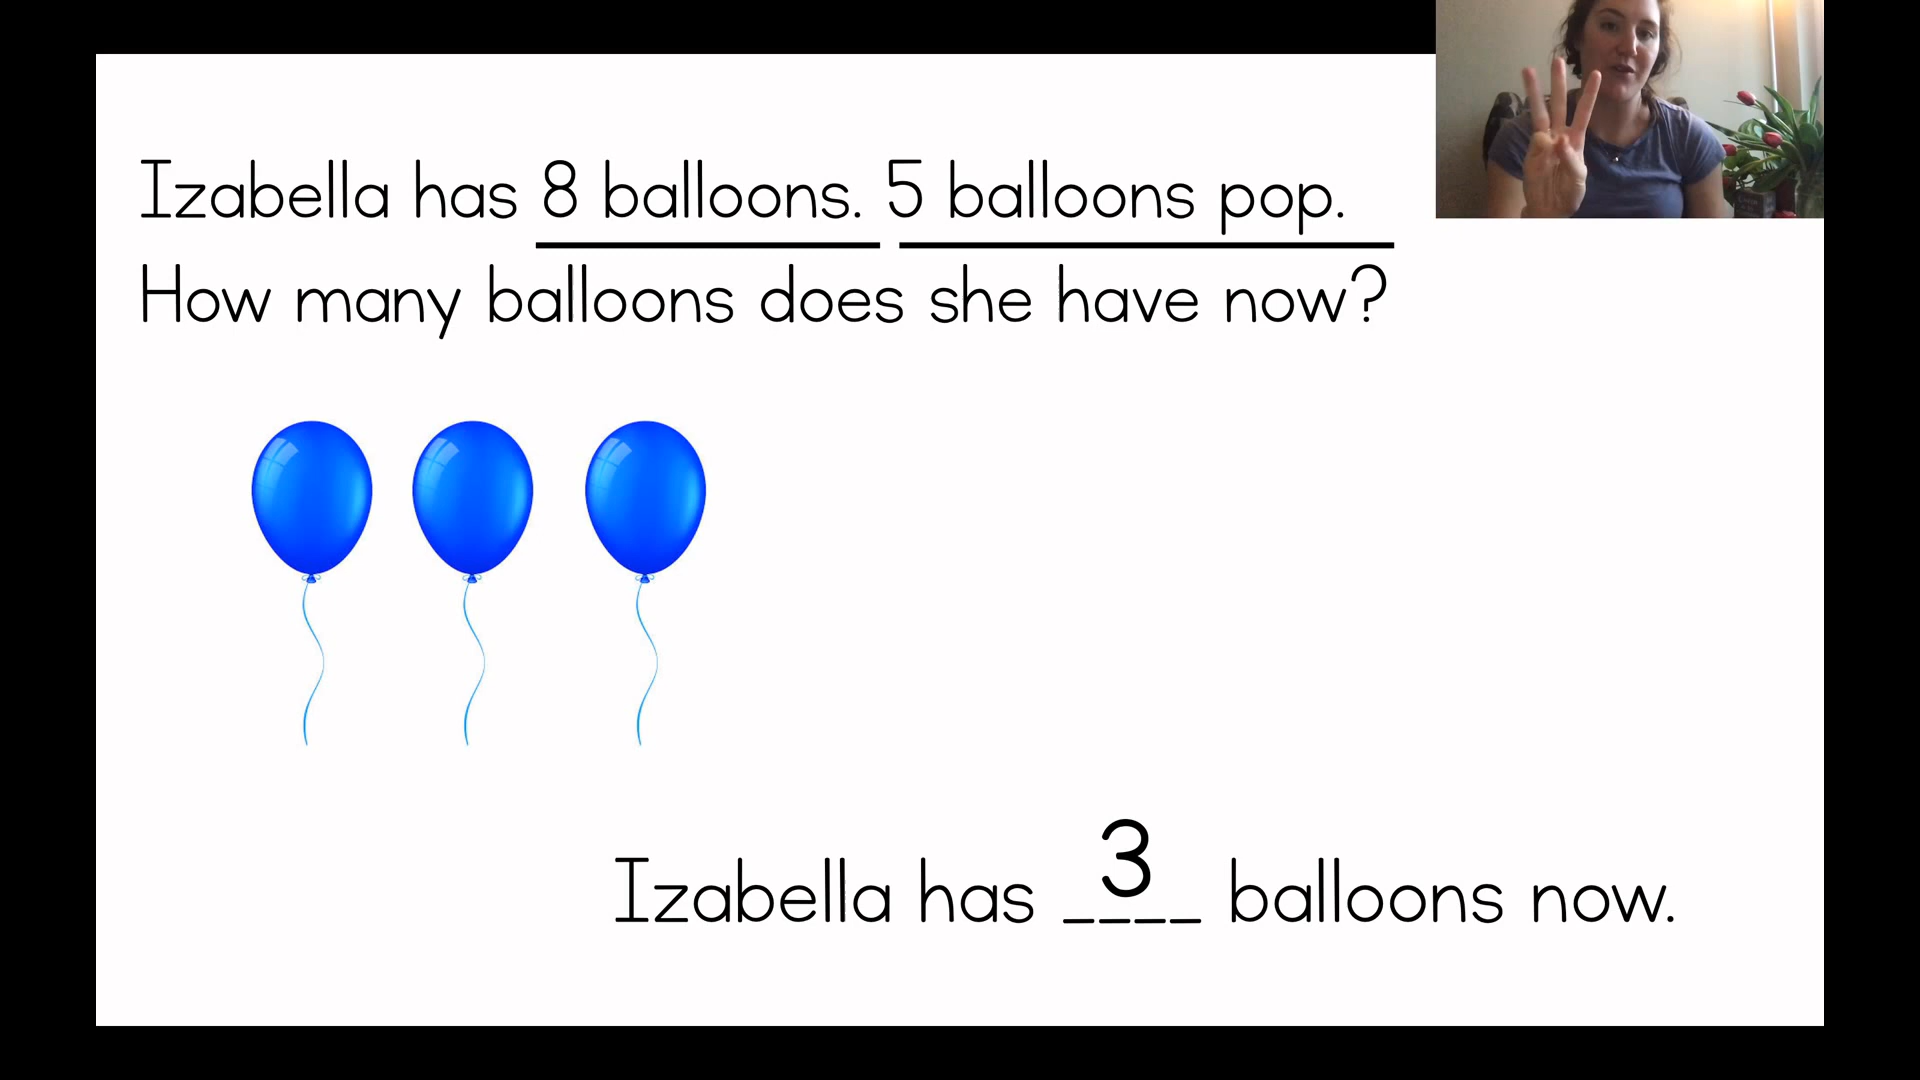 Izabella has 8 balloons. 5 balloons pop.
How many balloons does she have now?
Izabella has 3 balloons now.